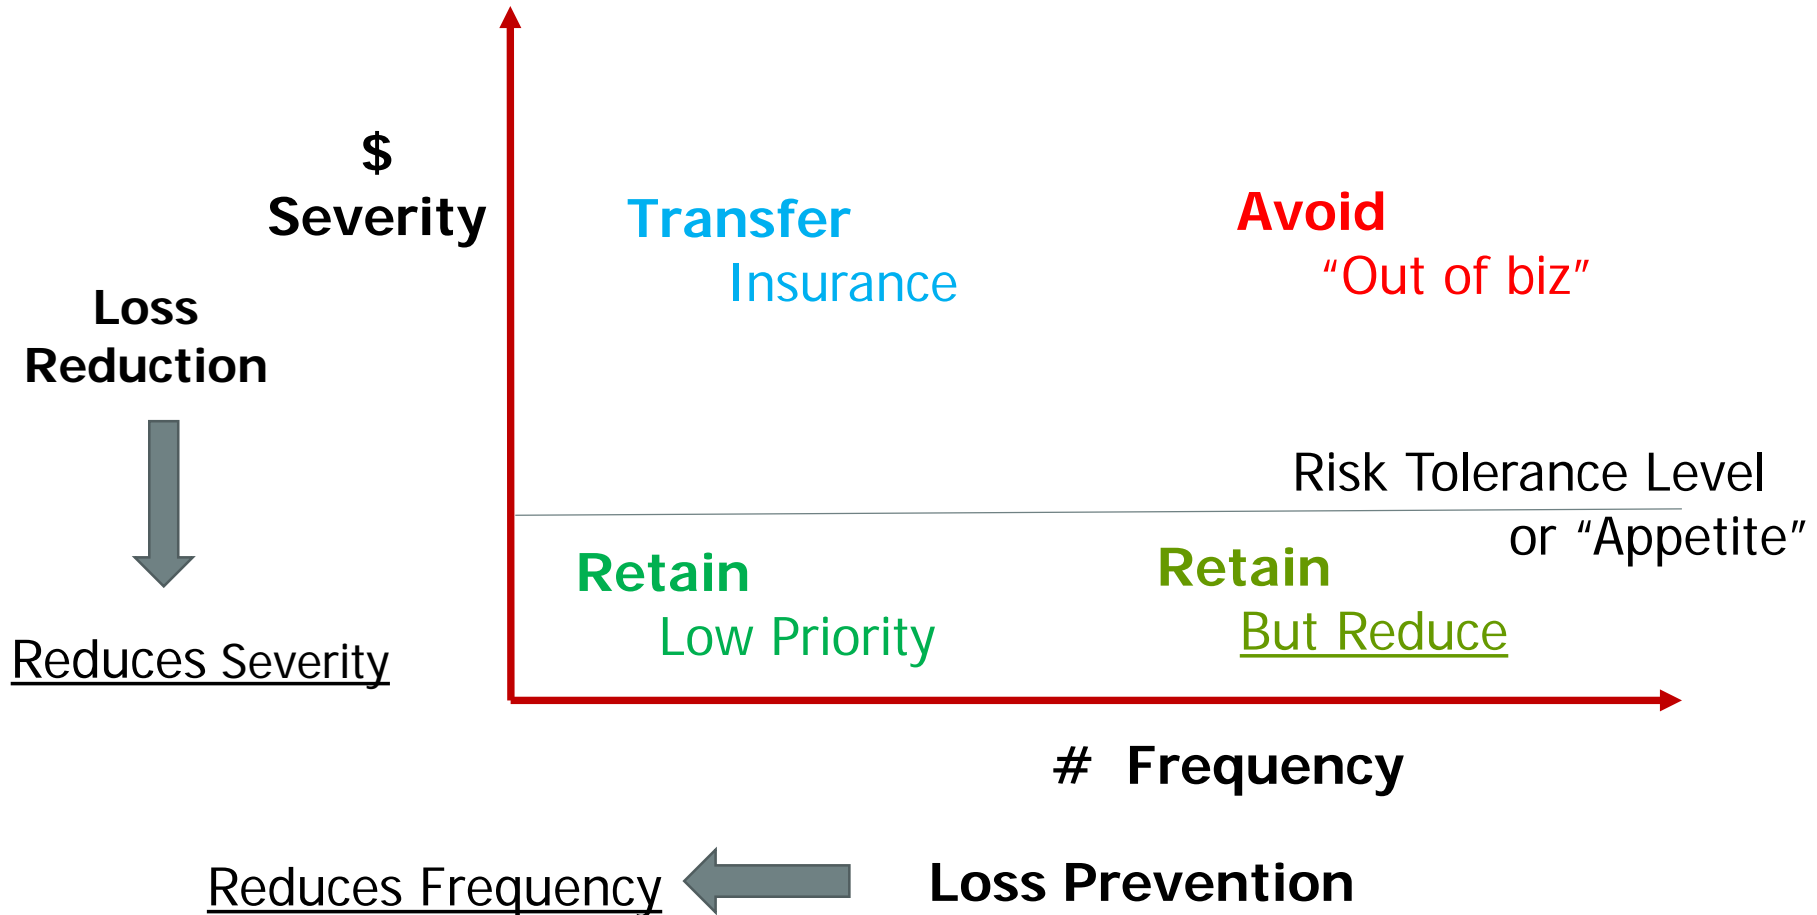 $
Severity
Transfer
Insurance
Avoid
“Out of biz”
Loss
Reduction
Reduces Severity
Risk Tolerance Level
or “Appetite”
Retain
Low Priority
Retain
But Reduce
# Frequency
Reduces Frequency
Loss Prevention